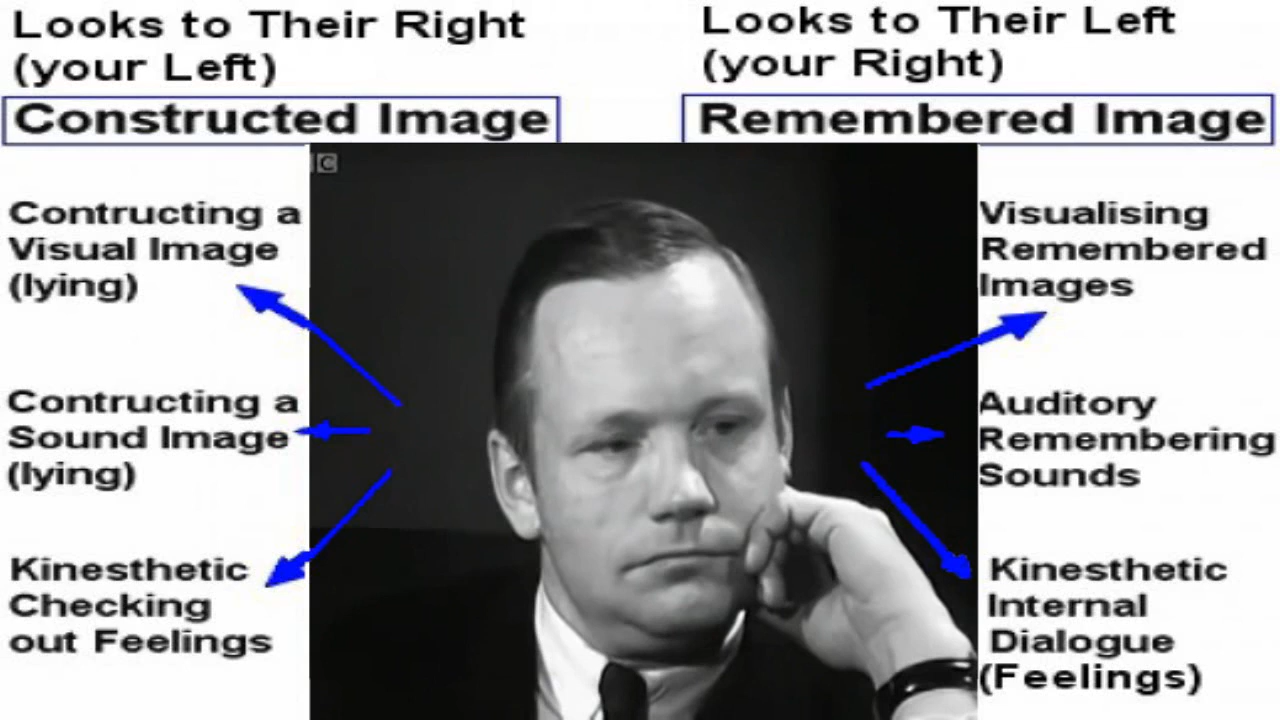 Looks to Their Right
(your Left)
Constructed Image
Looks to Their Left
(your Right)
Remembered Image
C
Contructing a
Visual Image
(lying)
Contructing a
Sound Image
(lying)
Kinesthetic
Checking
out Feelings
Visualising
Remembered
Images
Auditory
Remembering
Sounds
Kinesthetic
Internal
Dialogue
(Feelings)